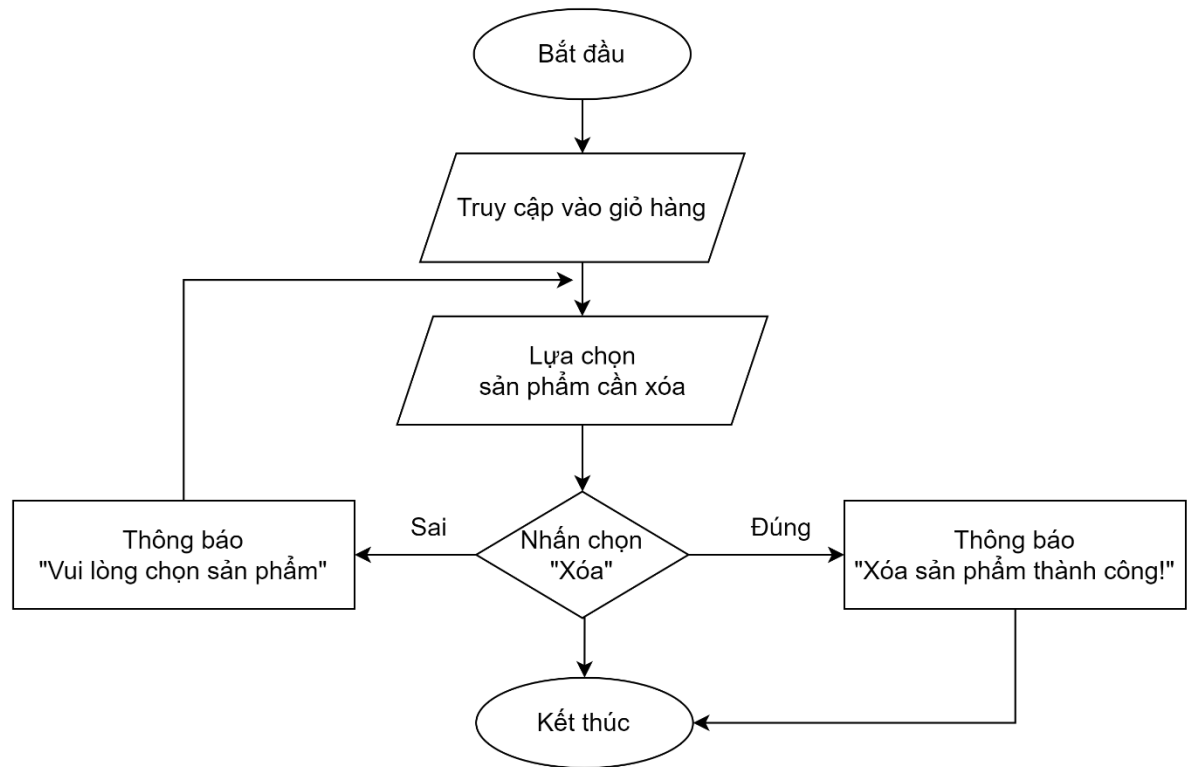 Bắt đầu
Truy cập vào giỏ hàng
Lựa chọn
sản phẩm cần xóa
Sai
Nhấn chọn
"Xóa"
Đúng
Thông báo
"Vui lòng chọn sản phẩm"
Thông báo
"Xóa sản phẩm thành công!"
Kết thúc